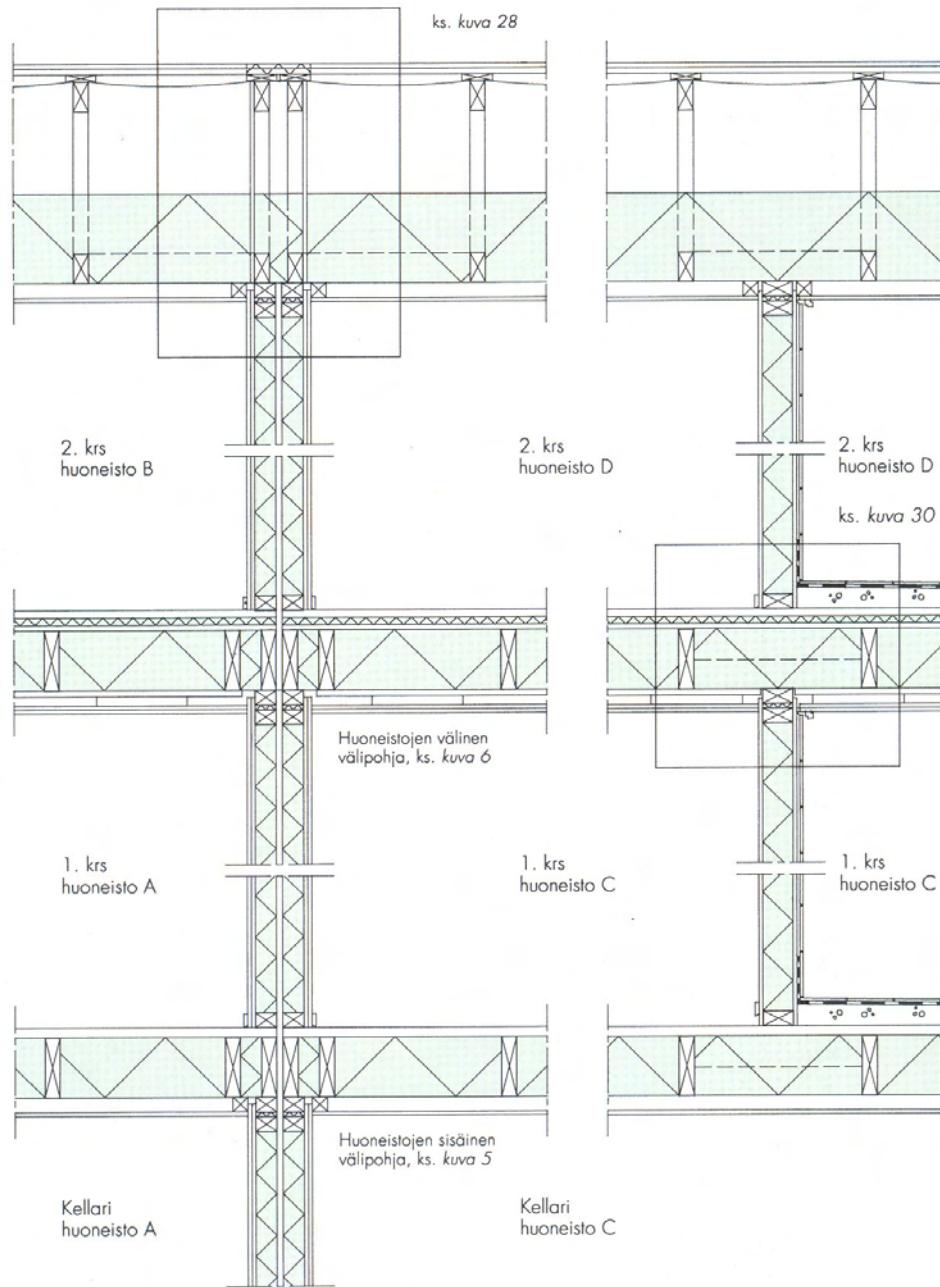 ks. kuva 28
2. krs
huoneisto B
2. krs
huoneisto D
2. krs
huoneisto D
ks. kuva 30
Huoneistojen välinen
välipohja, ks. kuva 6
1. krs
huoneisto A
1. krs
huoneisto C
1. krs
huoneisto C
Huoneistojen sisäinen
välipohja, ks. kuva 5
Kellari
huoneisto A
Kellari
huoneisto C